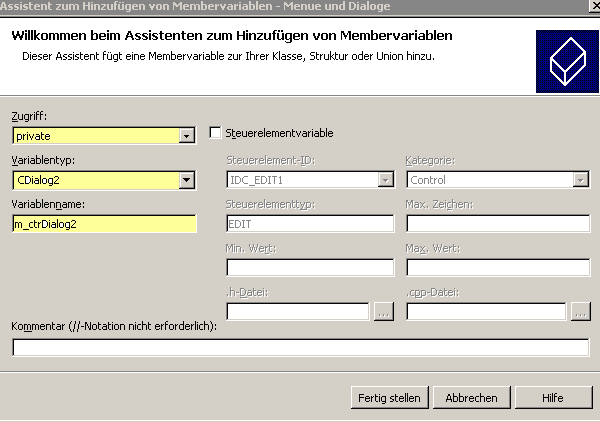 Assistent zum Hinzufügen von Membervariablen - Menue und Dialoge
Willkommen beim Assistenten zum Hinzufügen von Membervariablen
Dieser Assistent fügt eine Membervariable zur Ihrer Klasse, Struktur oder Union hinzu.
Zugriff:
private
Steuerelementvariable
Variablentyp:
Steuerelement-ID:
Kategorie:
CDialog2
IDC_EDIT1
Control
Variablenname:
Steuerelementtyp:
Max. Zeichen:
m_ctrDialog2
EDIT
Min. Wert:
Max. Wert:
.h-Datei:
.cpp-Datei:
...
...
Kommentar (//-Notation nicht erforderlich):
Fertig stellen
Abbrechen
Hilfe